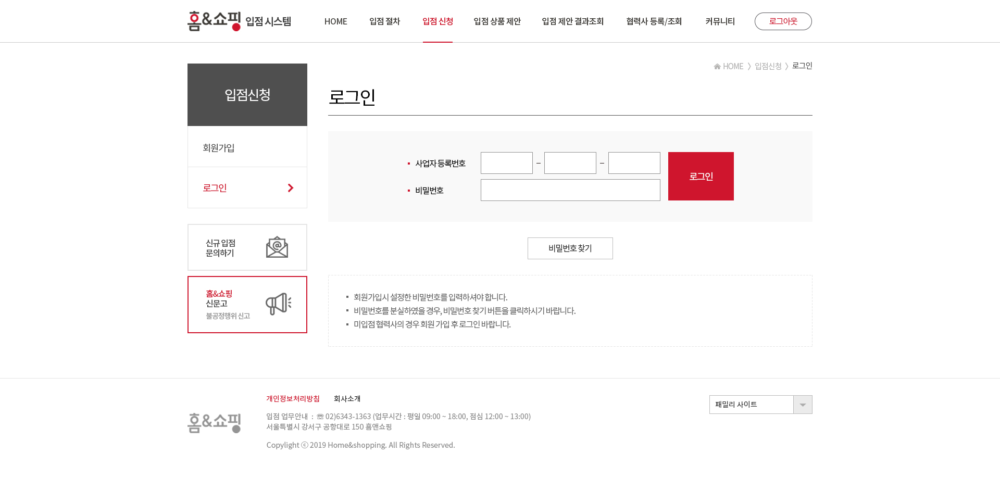 홈&쇼핑 입점 시스템
HOME 입점 절차 입점 신청 입점 상품 제안 입점 제안 결과조회 협력사 등록/조회 커뮤니티 로그아웃
HOME 〉 입점신청 〉 로그인
입점신청
회원가입
로그인
신규 입점
문의하기
홈&쇼핑
신문고
불공정행위 신고
로그인
사업자 등록번호 – –
비밀번호
로그인
비밀번호 찾기
회원가입시 설정한 비밀번호를 입력하셔야 합니다.
비밀번호를 분실하였을 경우, 비밀번호 찾기 버튼을 클릭하시기 바랍니다.
미입점 협력사의 경우 회원 가입 후 로그인 바랍니다.
홈&쇼핑
개인정보처리방침 회사소개
입점 업무안내 : ☏ 02)6343-1363 (업무시간 : 평일 09:00 ~ 18:00, 점심 12:00 ~ 13:00)
서울특별시 강서구 공항대로 150 홈앤쇼핑
Copylight ⓒ 2019 Home&shopping. All Rights Reserved.
패밀리 사이트